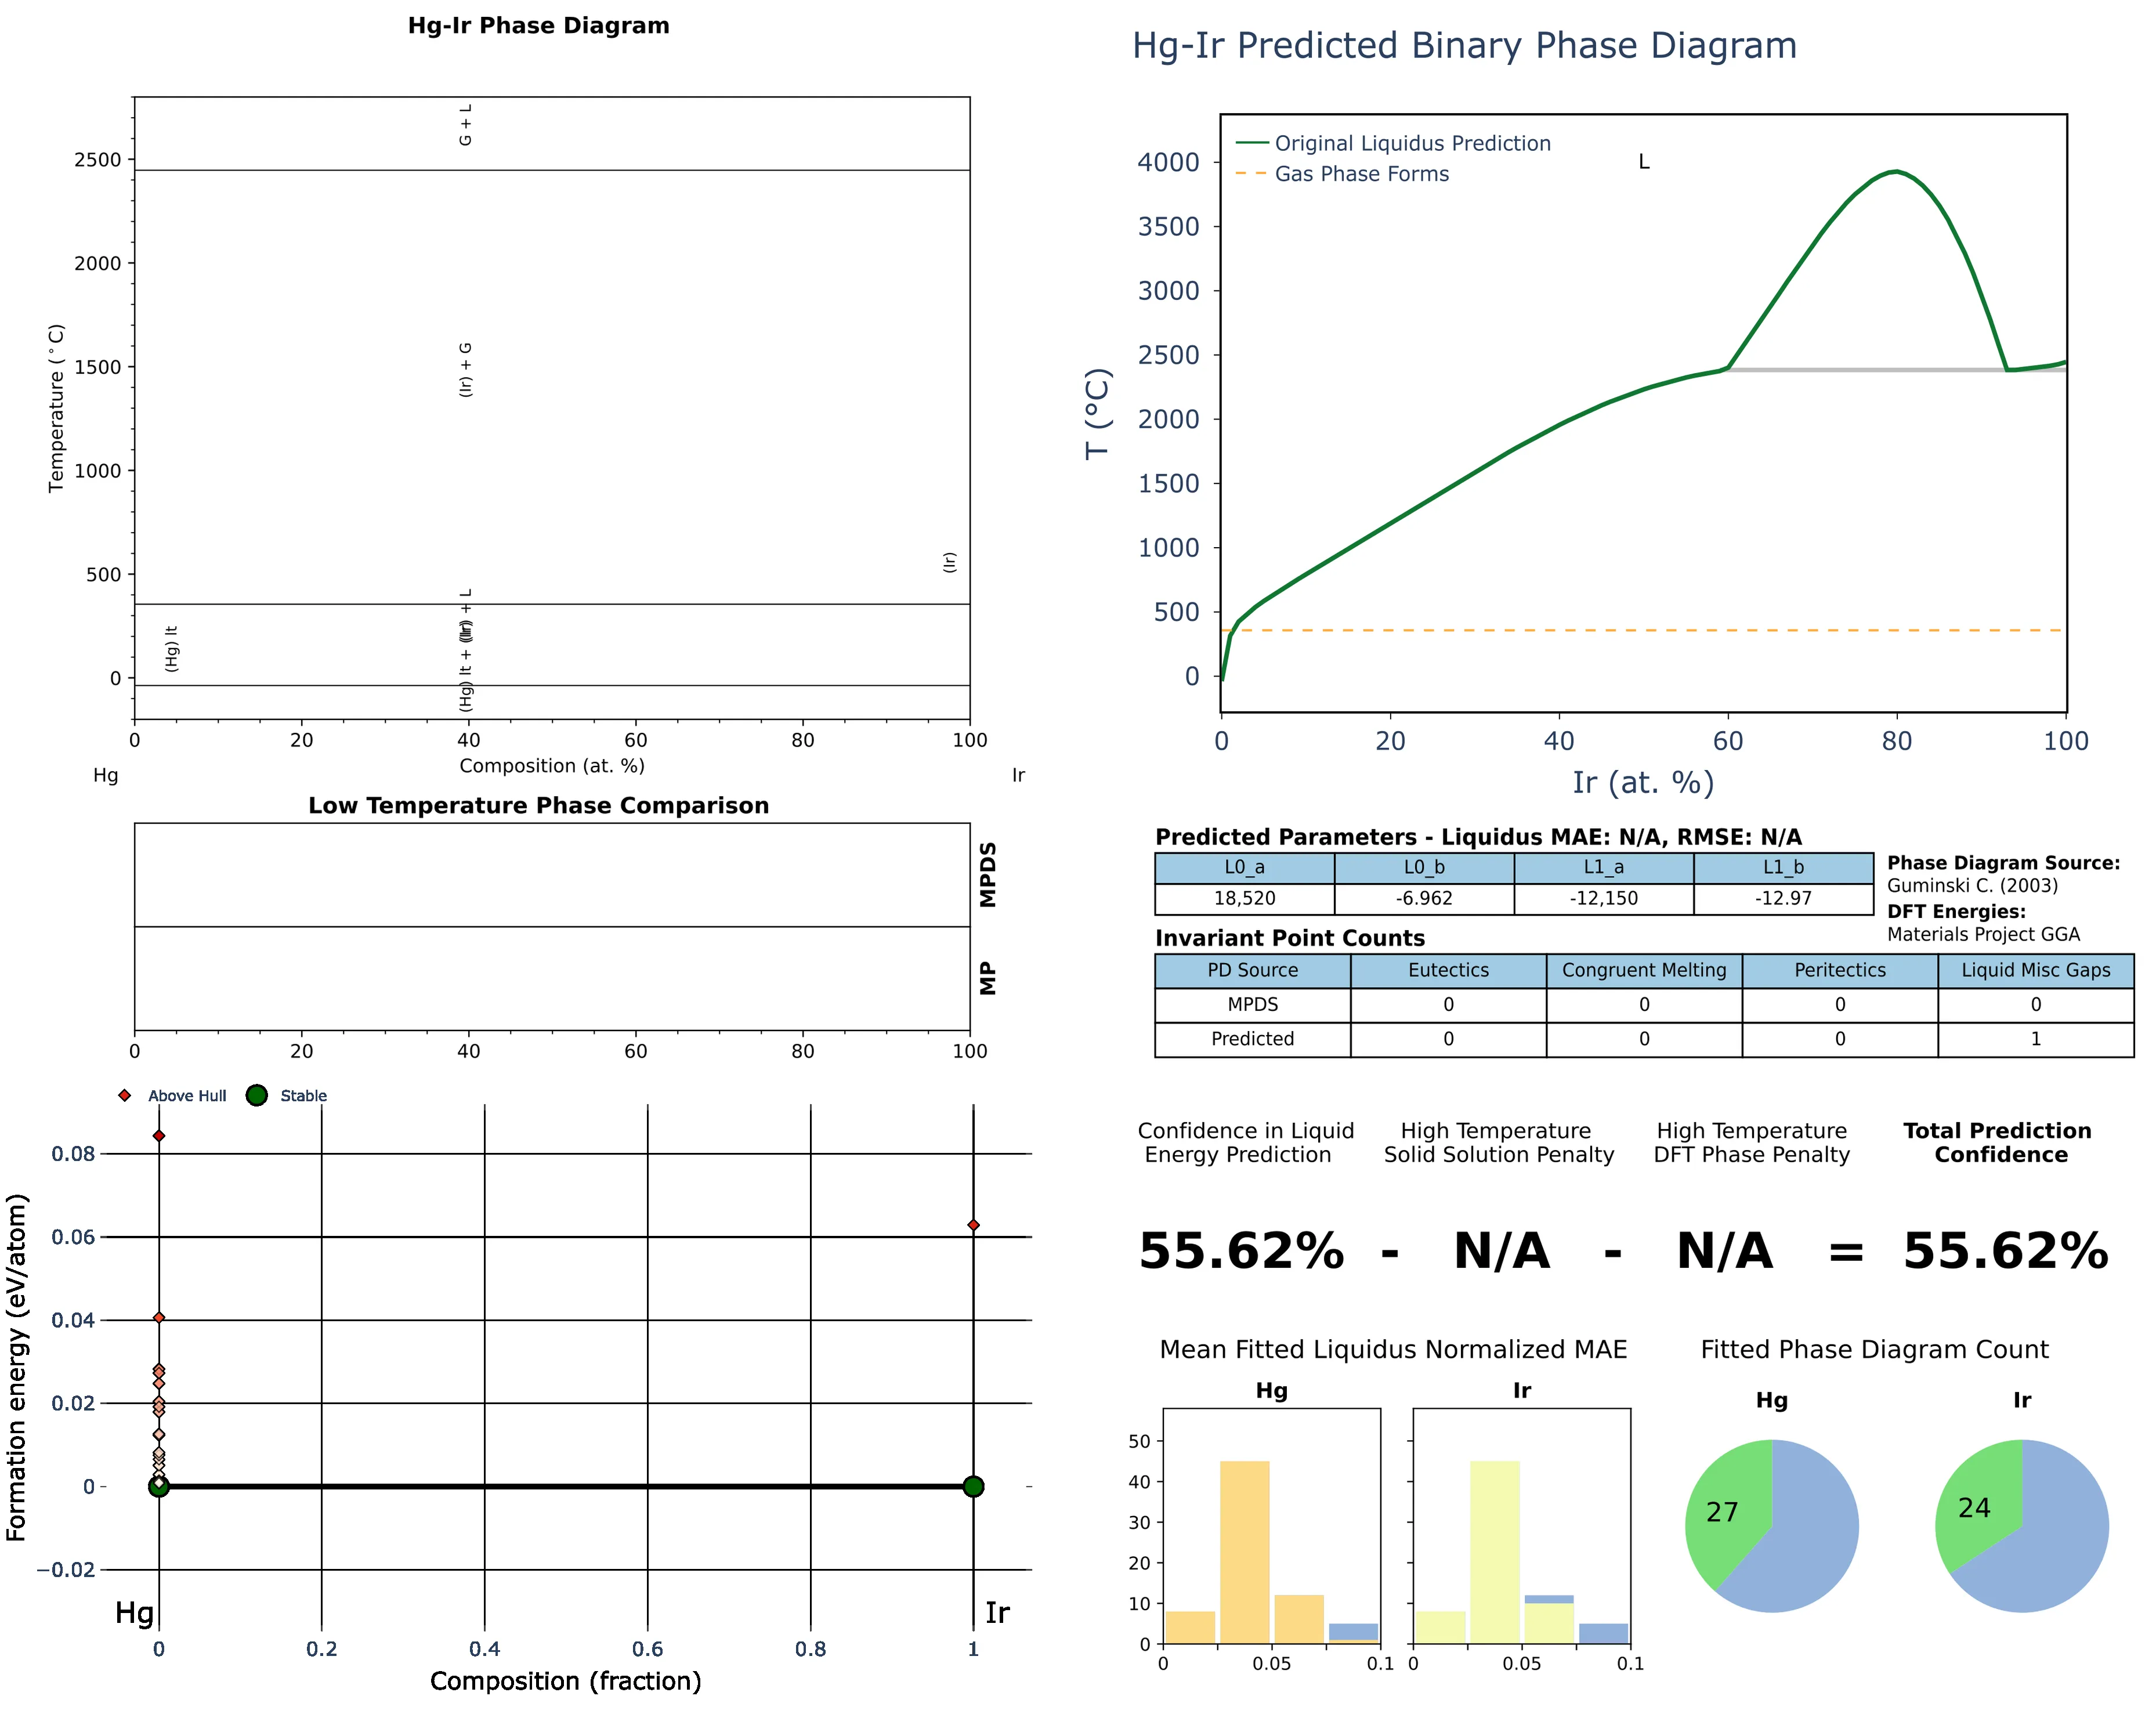 Hg-Ir Phase Diagram
G + L
2500
2000
(Ir) + G
1500
1000
500
0
Temperature (°C)
(Ir)
(Hg) lt
(Ir) + L
(Hg) lt + (Ir)
0 20 40 60 80 100
Composition (at. %)
Hg Ir
Low Temperature Phase Comparison
MPDS
MP
0 20 40 60 80 100
Above Hull Stable
0.08
0.06
0.04
0.02
0
−0.02
Formation energy (eV/atom)
Hg Ir
0 0.2 0.4 0.6 0.8 1
Composition (fraction)
Hg-Ir Predicted Binary Phase Diagram
Original Liquidus Prediction
Gas Phase Forms
L
4000
3500
3000
2500
2000
1500
1000
500
0
T (°C)
0 20 40 60 80 100
Ir (at. %)
Predicted Parameters - Liquidus MAE: N/A, RMSE: N/A
L0_a L0_b L1_a L1_b
18,520 -6.962 -12,150 -12.97
Phase Diagram Source:
Guminski C. (2003)
DFT Energies:
Materials Project GGA
Invariant Point Counts
PD Source Eutectics Congruent Melting Peritectics Liquid Misc Gaps
MPDS 0 0 0 0
Predicted 0 0 0 1
Confidence in Liquid
Energy Prediction
High Temperature
Solid Solution Penalty
High Temperature
DFT Phase Penalty
Total Prediction
Confidence
55.62% - N/A - N/A = 55.62%
Mean Fitted Liquidus Normalized MAE
Hg Ir
50
40
30
20
10
0
0 0.05 0.1
0 0.05 0.1
Fitted Phase Diagram Count
Hg Ir
27 24